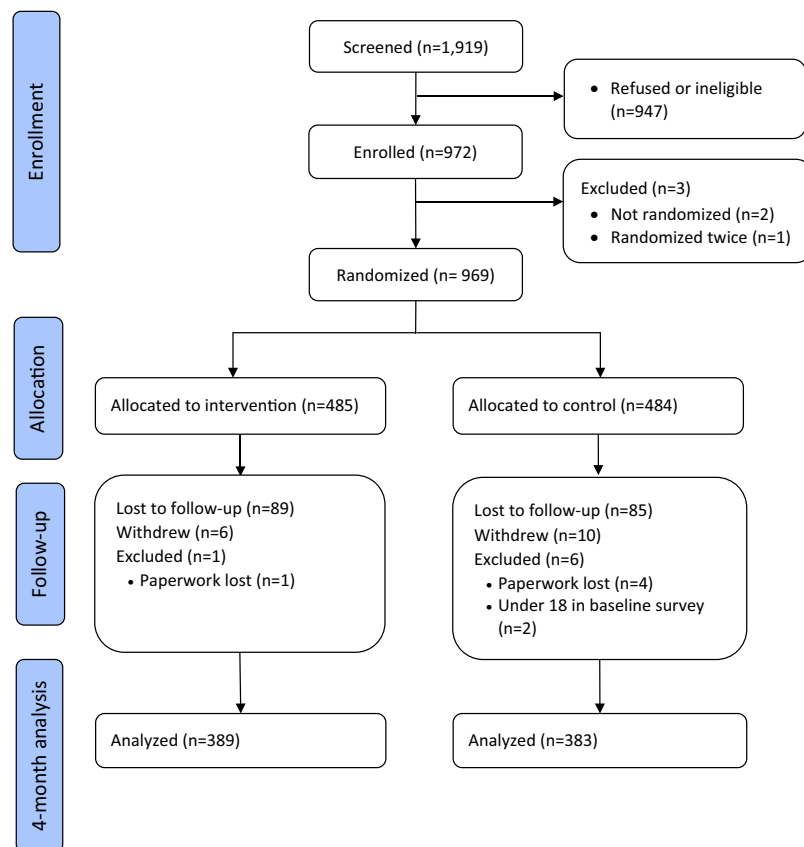 Enrollment
Screened (n=1,919)
• Refused or ineligible
(n=947)
Enrolled (n=972)
Excluded (n=3)
• Not randomized (n=2)
• Randomized twice (n=1)
Randomized (n= 969)
Allocation
Allocated to intervention (n=485)
Allocated to control (n=484)
Follow-up
Lost to follow-up (n=89)
Withdrew (n=6)
Excluded (n=1)
• Paperwork lost (n=1)
Lost to follow-up (n=85)
Withdrew (n=10)
Excluded (n=6)
• Paperwork lost (n=4)
• Under 18 in baseline survey
(n=2)
4-month analysis
Analyzed (n=389)
Analyzed (n=383)